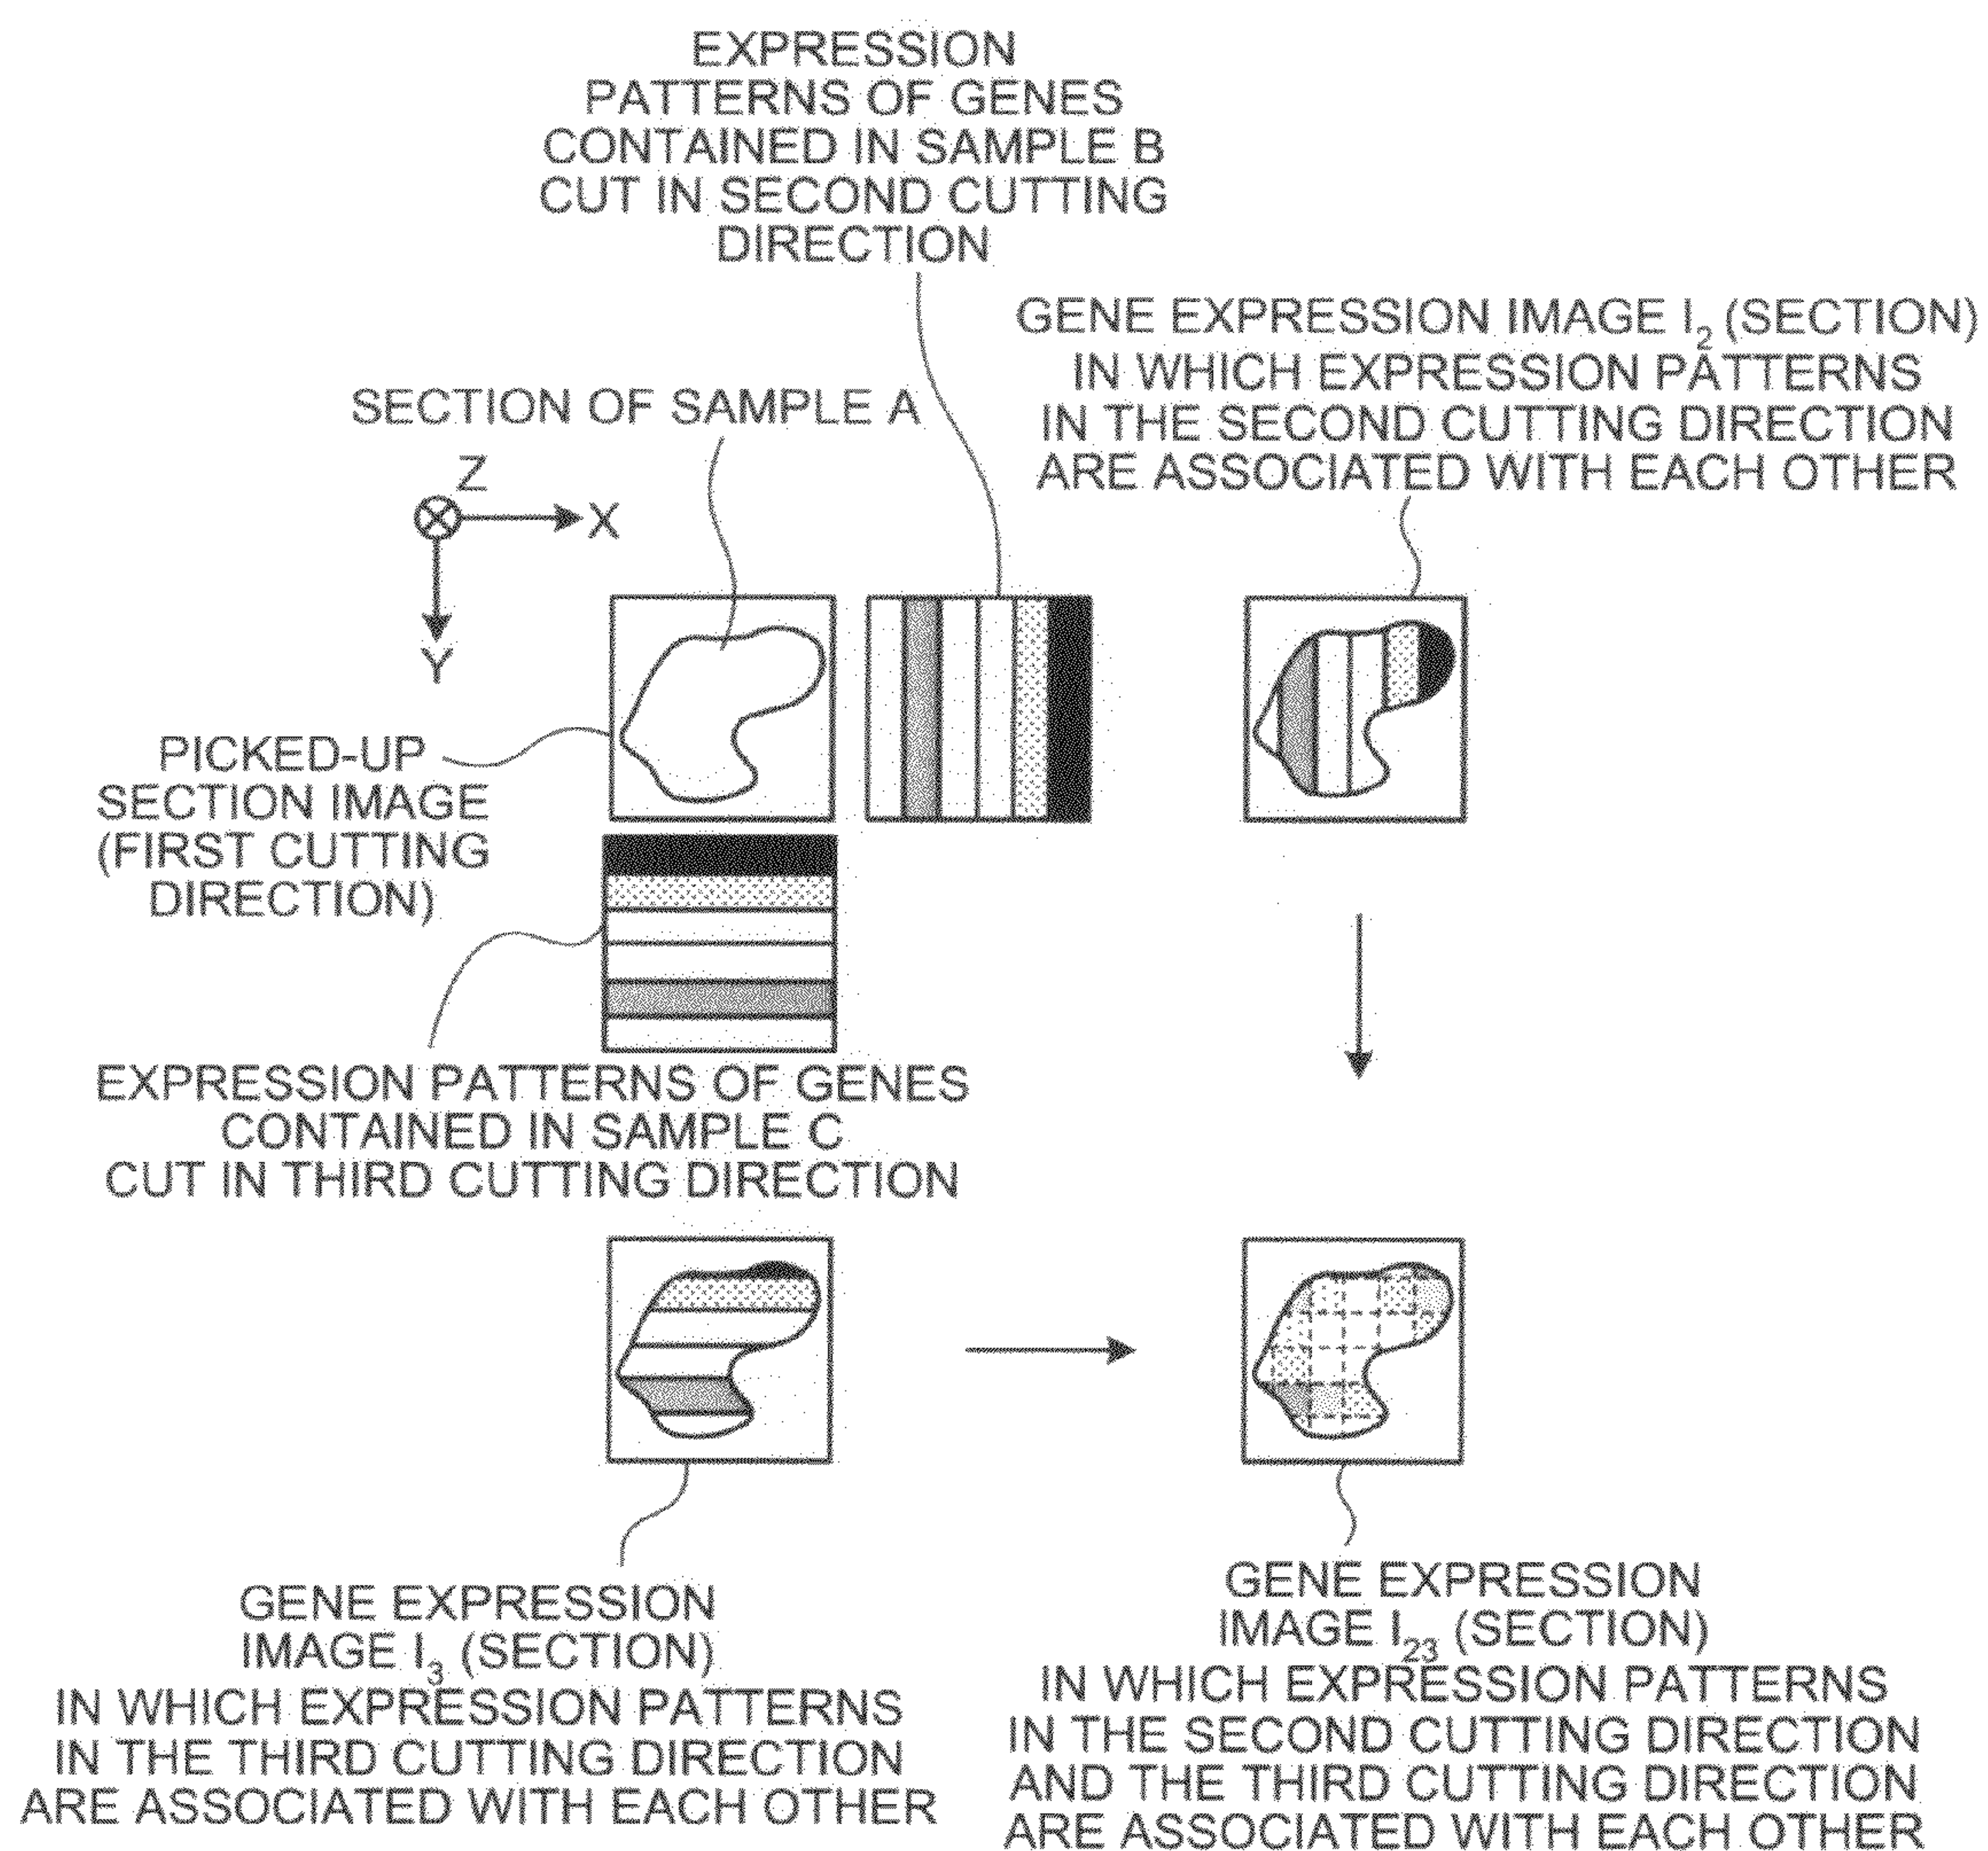 EXPRESSION
PATTERNS OF GENES
CONTAINED IN SAMPLE B
CUT IN SECOND CUTTING
DIRECTION
GENE EXPRESSION IMAGE I2 (SECTION)
IN WHICH EXPRESSION PATTERNS
IN THE SECOND CUTTING DIRECTION
ARE ASSOCIATED WITH EACH OTHER
SECTION OF SAMPLE A
Z
X
Y
PICKED-UP
SECTION IMAGE
(FIRST CUTTING
DIRECTION)
EXPRESSION PATTERNS OF GENES
CONTAINED IN SAMPLE C
CUT IN THIRD CUTTING DIRECTION
GENE EXPRESSION
IMAGE I3 (SECTION)
IN WHICH EXPRESSION PATTERNS
IN THE THIRD CUTTING DIRECTION
ARE ASSOCIATED WITH EACH OTHER
GENE EXPRESSION
IMAGE I23 (SECTION)
IN WHICH EXPRESSION PATTERNS
IN THE SECOND CUTTING DIRECTION
AND THE THIRD CUTTING DIRECTION
ARE ASSOCIATED WITH EACH OTHER